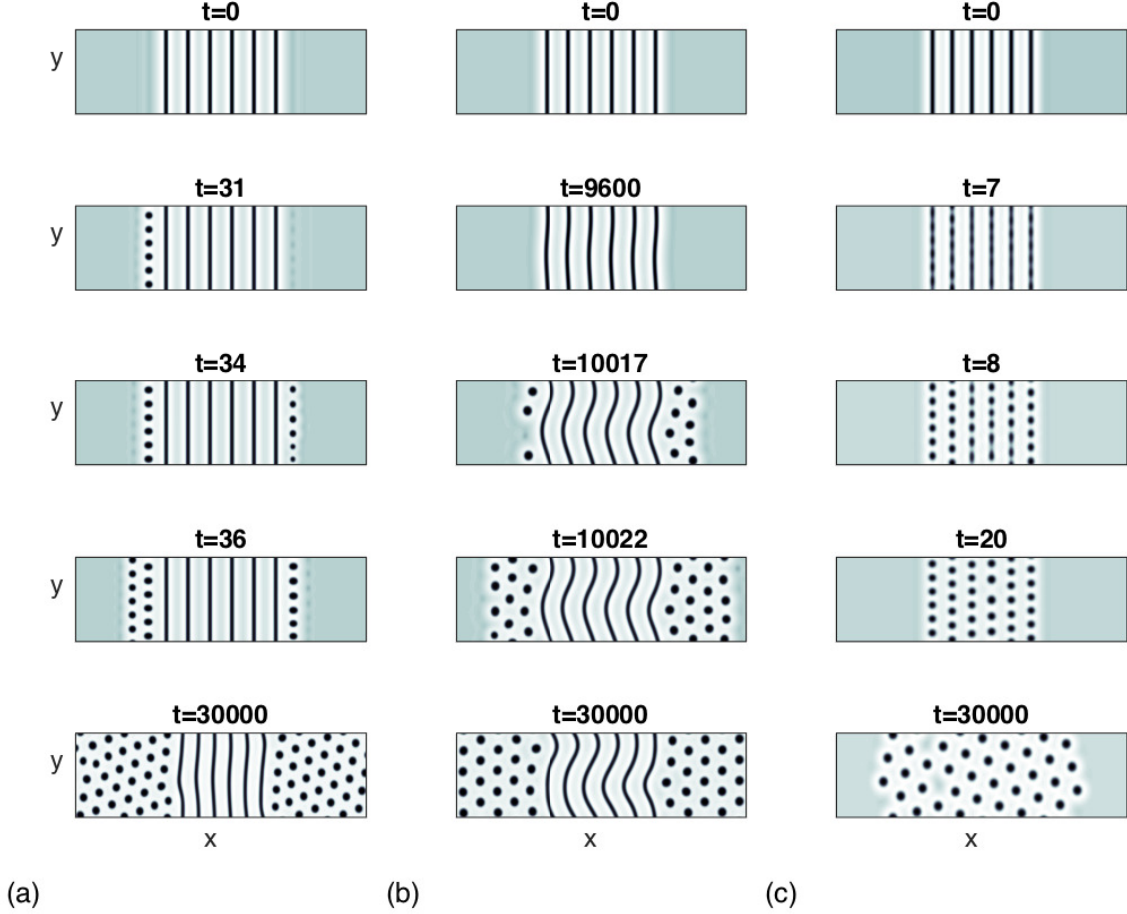 t=0 t=0 t=0
y
t=31 t=9600 t=7
y
t=34 t=10017 t=8
y
t=36 t=10022 t=20
y
t=30000 t=30000 t=30000
y
x x x
(a) (b) (c)